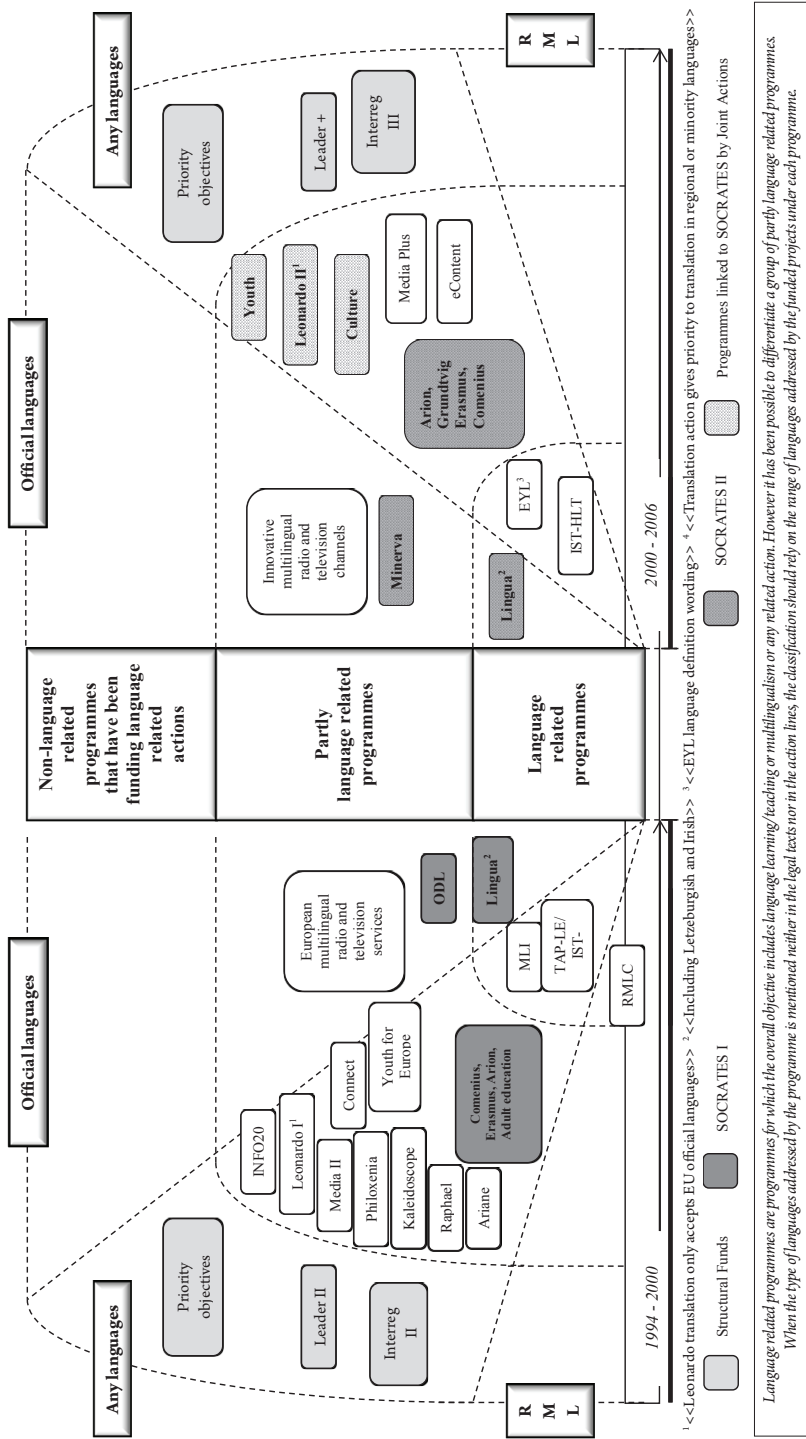 Any languages
Official languages
Official languages
Any languages
Non-language
related
programmes
that have been
funding language
related
actions
Partly
language related
programmes
Language
related
programmes
Priority
objectives
Leader II
Interreg
II
INFO20
Leonardo I¹
Media II
Philoxenia
Kaleidoscope
Raphael
Ariane
Connect
Youth for
Europe
Comenius,
Erasmus, Arion,
Adult education
European
multilingual
radio and
television
services
ODL
Lingua²
MLI
TAP-LE/
IST-
RMLC
R
M
L
1994 - 2000
Innovative
multilingual
radio and
television
channels
Minerva
Lingua²
EYL³
IST-HLT
Youth
Leonardo II¹
Culture
Arion,
Grundtvig
Erasmus,
Comenius
Media Plus
eContent
Priority
objectives
Leader +
Interreg
III
R
M
L
2000 - 2006
¹ <<Leonardo translation only accepts EU official languages>> ² <<Including Letzeburgish and Irish>> ³ <<EYL language definition wording>> ⁴ <<Translation action gives priority to translation in regional or minority languages>>
Structural Funds
SOCRATES I
SOCRATES II
Programmes linked to SOCRATES by Joint Actions
Language related programmes are programmes for which the overall objective includes language learning/teaching or multilingualism or any related action. However it has been possible to differentiate a group of partly language related programmes.
When the type of languages addressed by the programme is mentioned neither in the legal texts nor in the action lines, the classification should rely on the range of languages addressed by the funded projects under each programme.